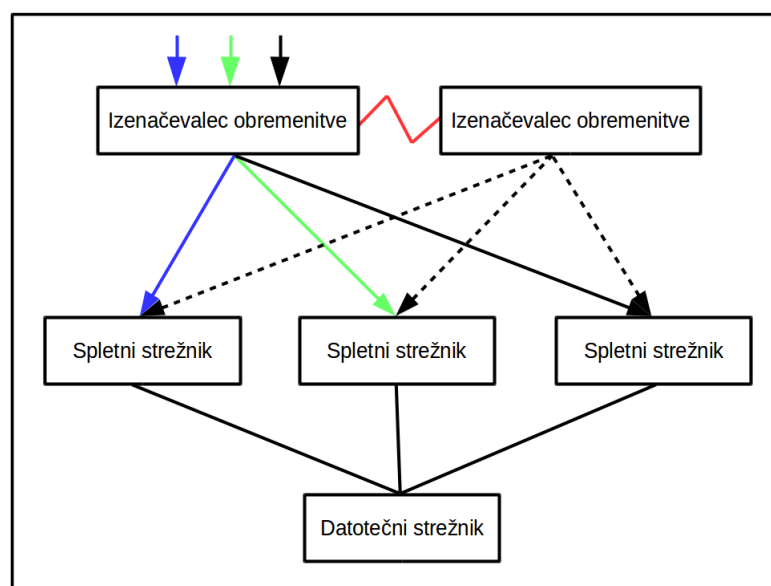 Izenačevalec obremenitve
Izenačevalec obremenitve
Spletni strežnik
Spletni strežnik
Spletni strežnik
Datotečni strežnik